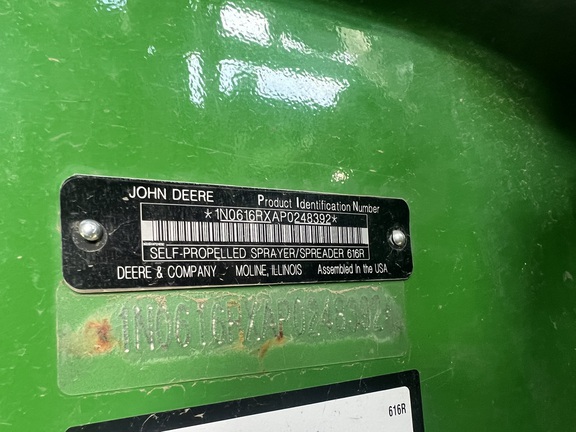 JOHN DEERE Product Identification Number
*1N0616RXAP0248392*
SELF-PROPELLED SPRAYER/SPREADER 616R
DEERE & COMPANY MOLINE, ILLINOIS Assembled in the USA
1N0616RXAP0248392*
616R